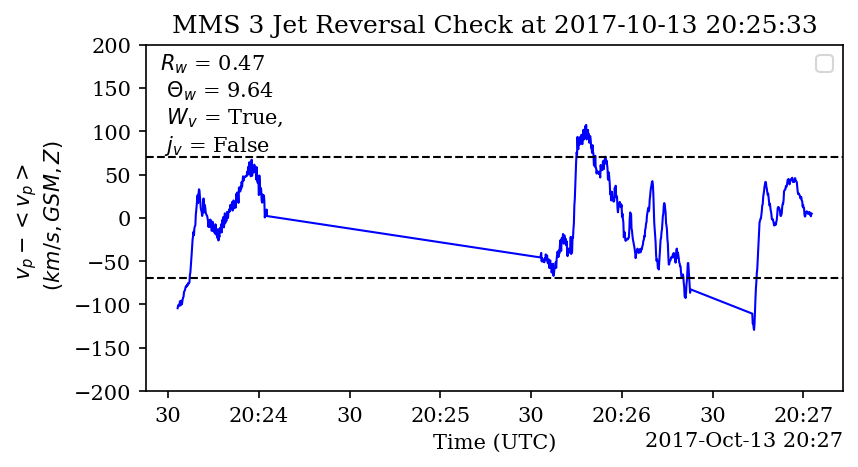 MMS 3 Jet Reversal Check at 2017-10-13 20:25:33
R_w = 0.47
Θ_w = 9.64
W_v = True,
j_v = False
v_p − < v_p >
(km/s, GSM, Z)
200
150
100
50
0
−50
−100
−150
−200
30 20:24 30 20:25 30 20:26 30 20:27
Time (UTC)
2017-Oct-13 20:27